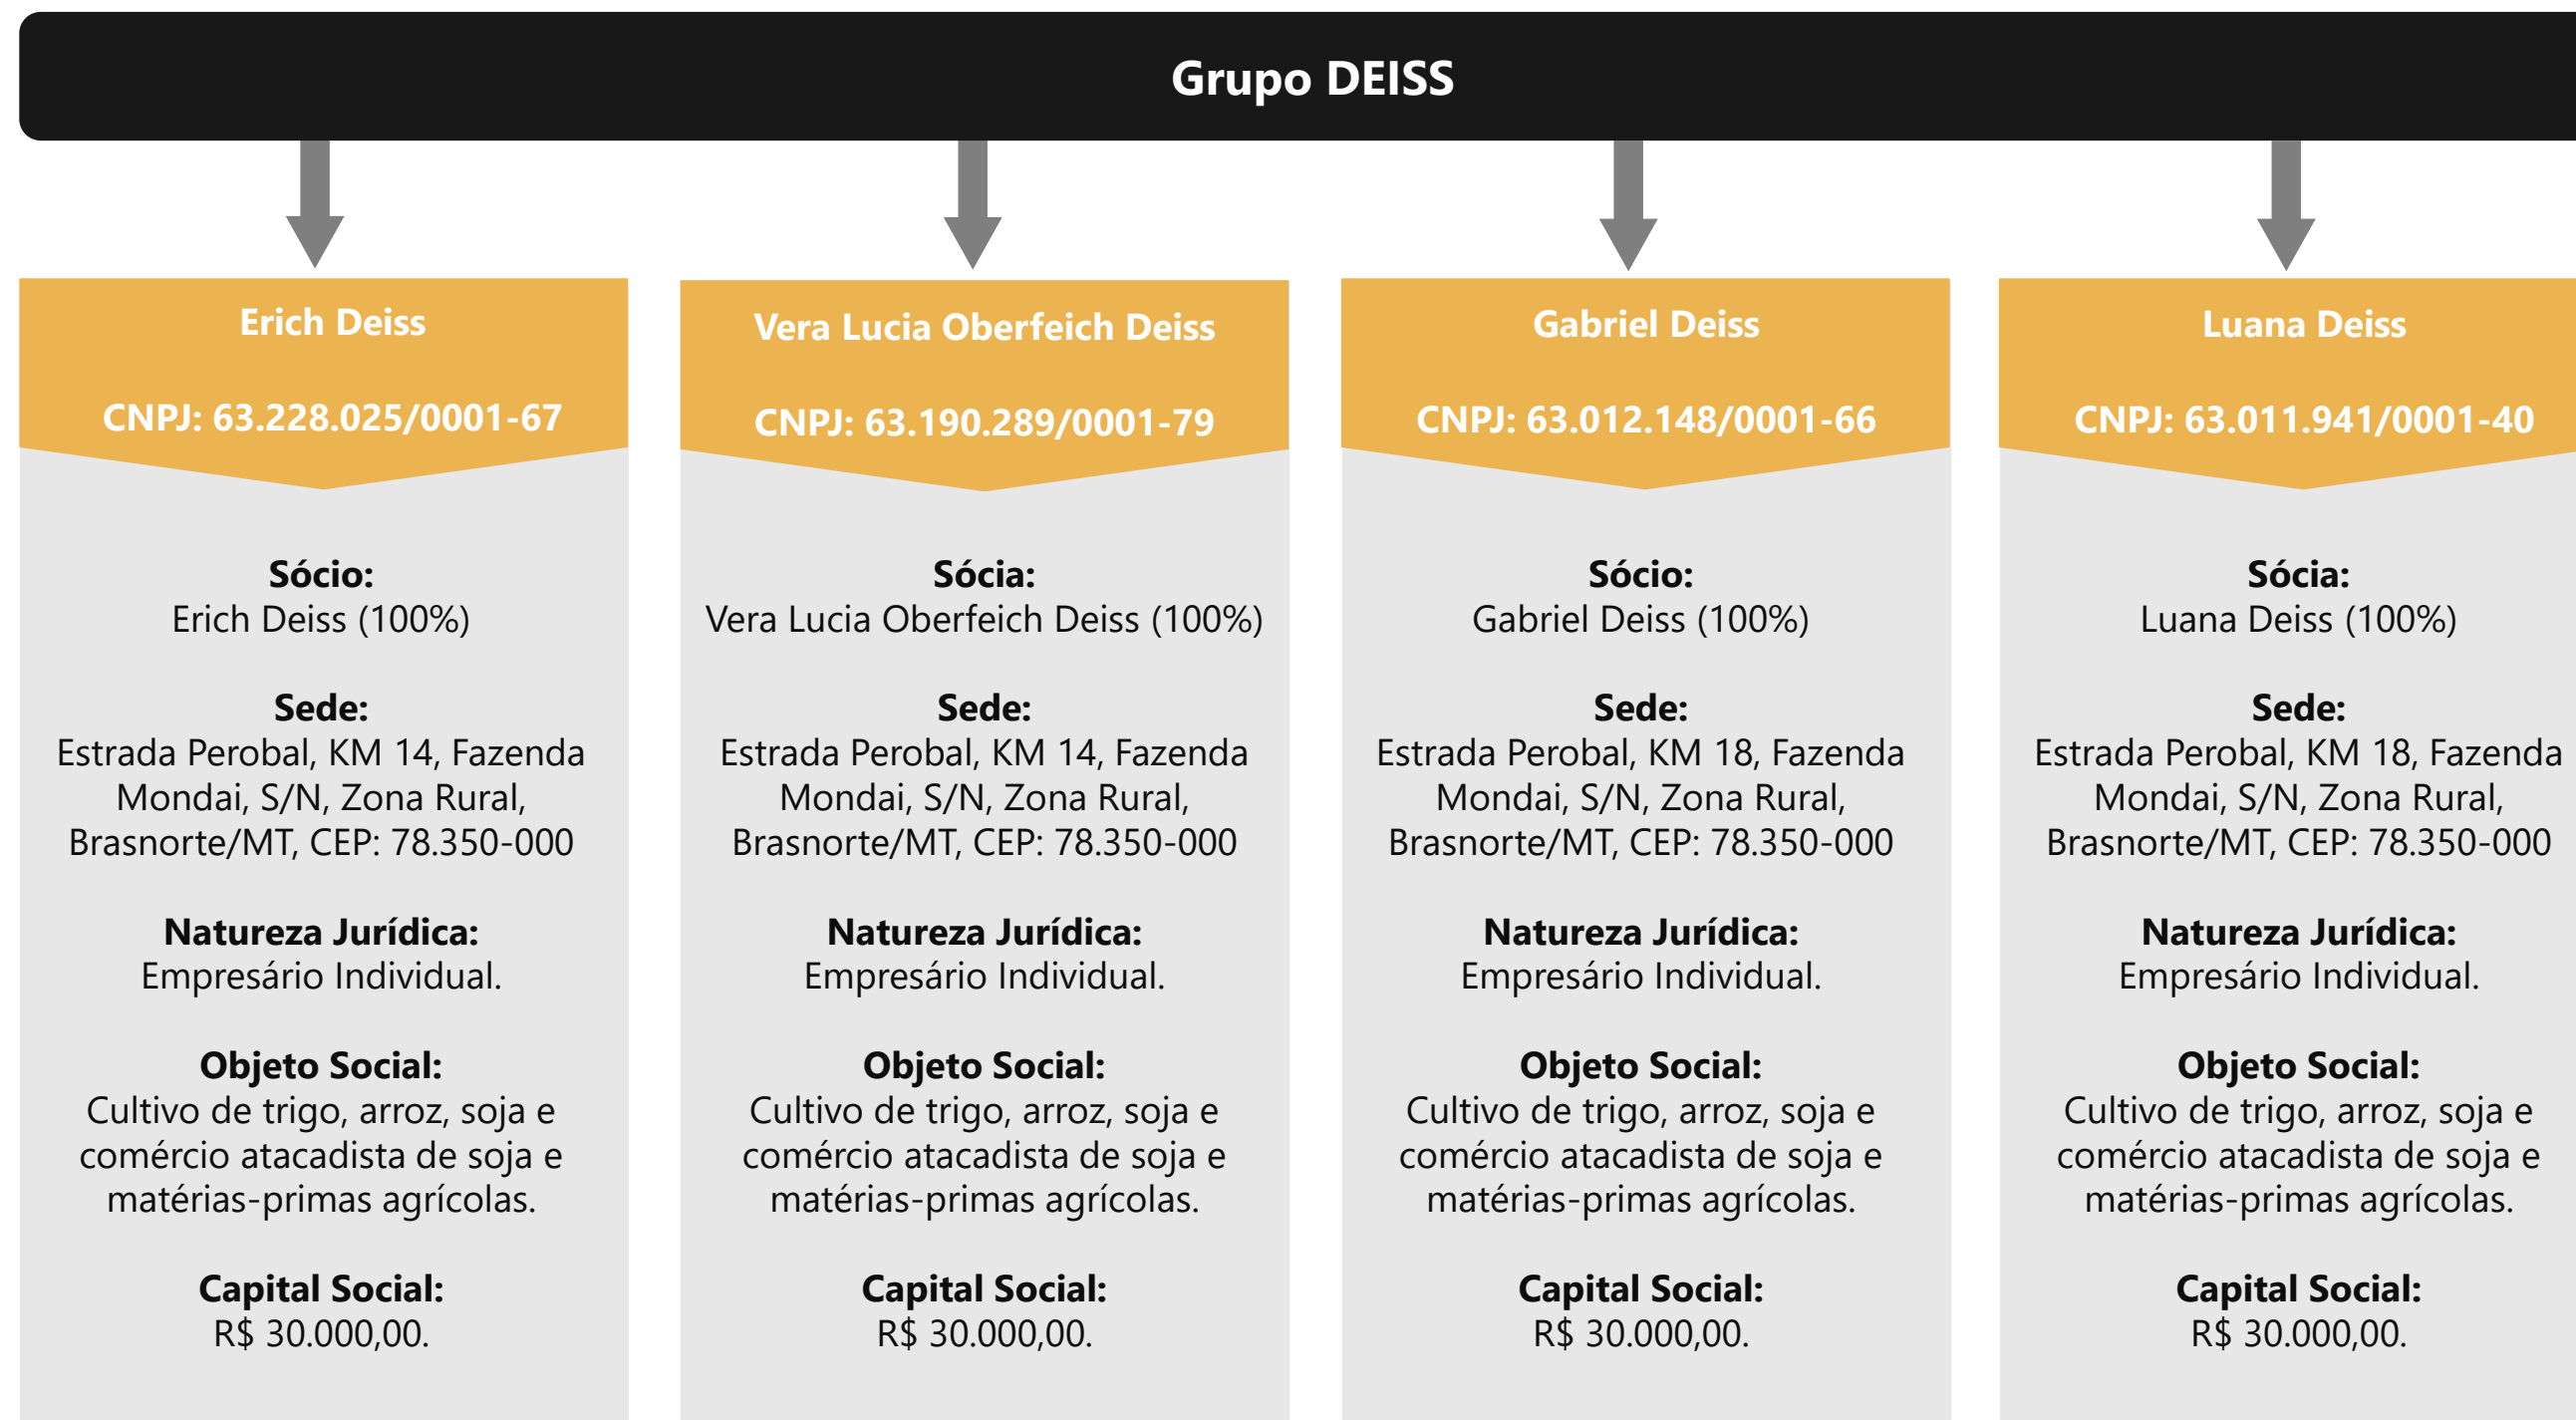 Grupo DEISS
Erich Deiss
CNPJ: 63.228.025/0001-67
Sócio:
Erich Deiss (100%)
Sede:
Estrada Perobal, KM 14, Fazenda
Mondai, S/N, Zona Rural,
Brasnorte/MT, CEP: 78.350-000
Natureza Jurídica:
Empresário Individual.
Objeto Social:
Cultivo de trigo, arroz, soja e
comércio atacadista de soja e
matérias-primas agrícolas.
Capital Social:
R$ 30.000,00.
Vera Lucia Oberfeich Deiss
CNPJ: 63.190.289/0001-79
Sócia:
Vera Lucia Oberfeich Deiss (100%)
Sede:
Estrada Perobal, KM 14, Fazenda
Mondai, S/N, Zona Rural,
Brasnorte/MT, CEP: 78.350-000
Natureza Jurídica:
Empresário Individual.
Objeto Social:
Cultivo de trigo, arroz, soja e
comércio atacadista de soja e
matérias-primas agrícolas.
Capital Social:
R$ 30.000,00.
Gabriel Deiss
CNPJ: 63.012.148/0001-66
Sócio:
Gabriel Deiss (100%)
Sede:
Estrada Perobal, KM 18, Fazenda
Mondai, S/N, Zona Rural,
Brasnorte/MT, CEP: 78.350-000
Natureza Jurídica:
Empresário Individual.
Objeto Social:
Cultivo de trigo, arroz, soja e
comércio atacadista de soja e
matérias-primas agrícolas.
Capital Social:
R$ 30.000,00.
Luana Deiss
CNPJ: 63.011.941/0001-40
Sócia:
Luana Deiss (100%)
Sede:
Estrada Perobal, KM 18, Fazenda
Mondai, S/N, Zona Rural,
Brasnorte/MT, CEP: 78.350-000
Natureza Jurídica:
Empresário Individual.
Objeto Social:
Cultivo de trigo, arroz, soja e
comércio atacadista de soja e
matérias-primas agrícolas.
Capital Social:
R$ 30.000,00.